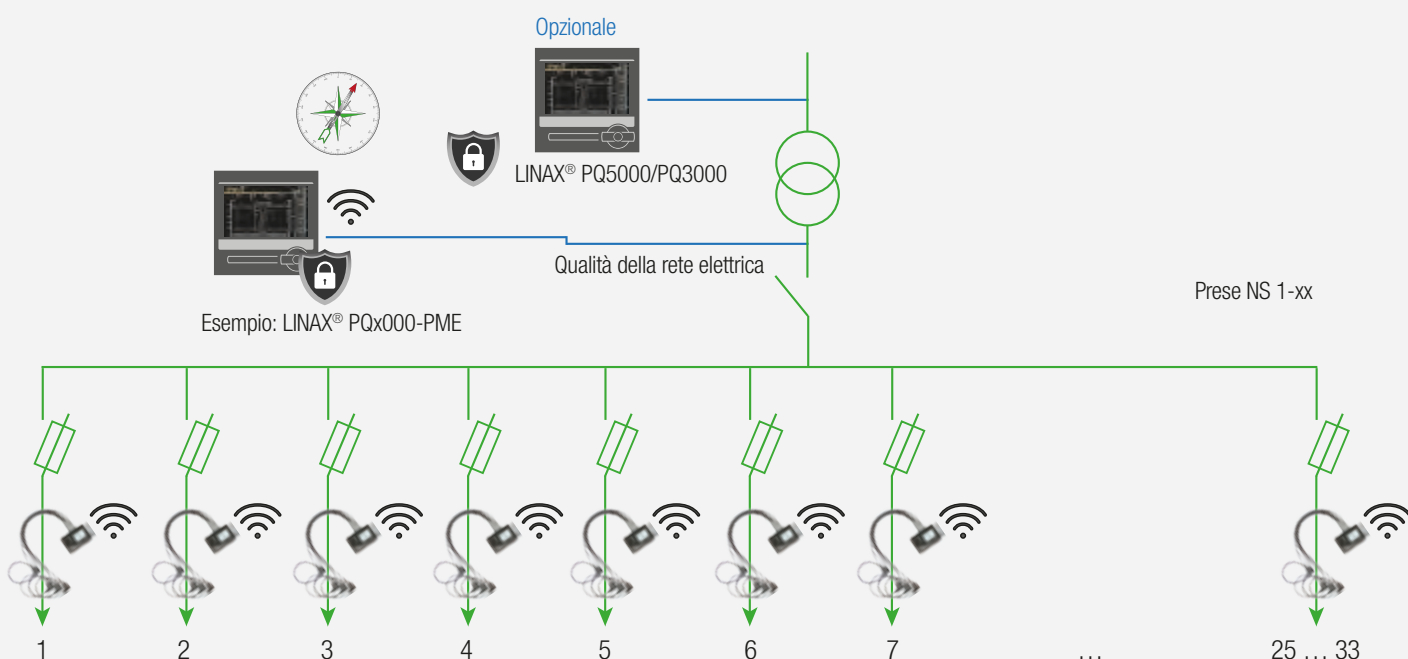 Opzionale
LINAX® PQ5000/PQ3000
Qualità della rete elettrica
Esempio: LINAX® PQx000-PME
Prese NS 1-xx
1 2 3 4 5 6 7 … 25 … 33